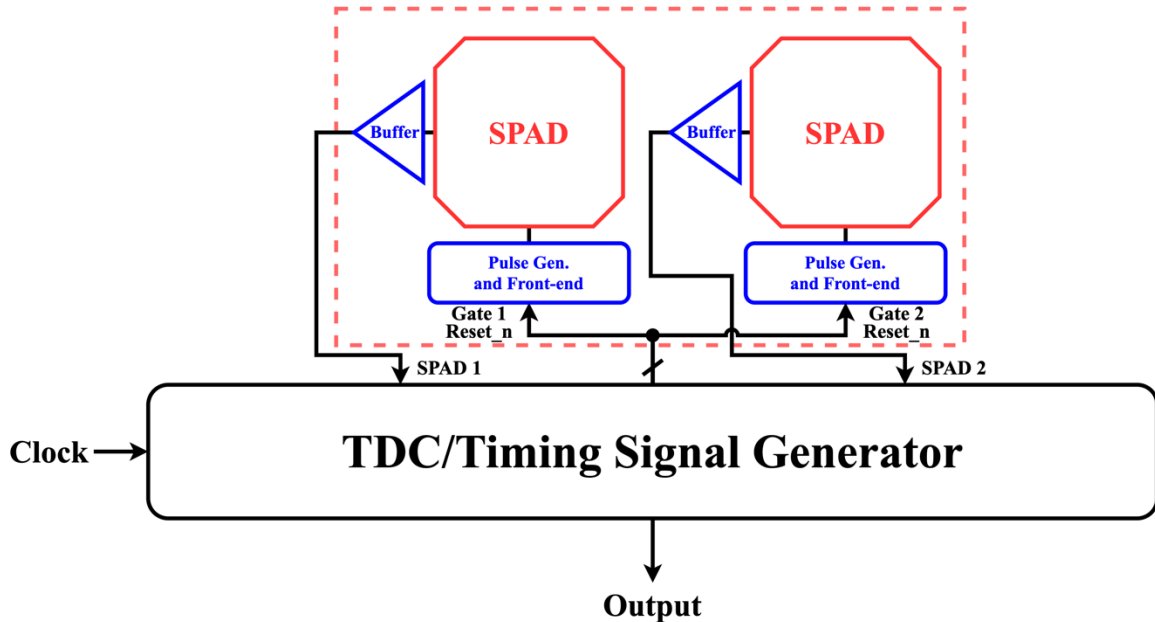 Buffer
SPAD
Buffer
SPAD
Pulse Gen.
and Front-end
Pulse Gen.
and Front-end
Gate 1
Reset_n
Gate 2
Reset_n
SPAD 1
SPAD 2
Clock
TDC/Timing Signal Generator
Output